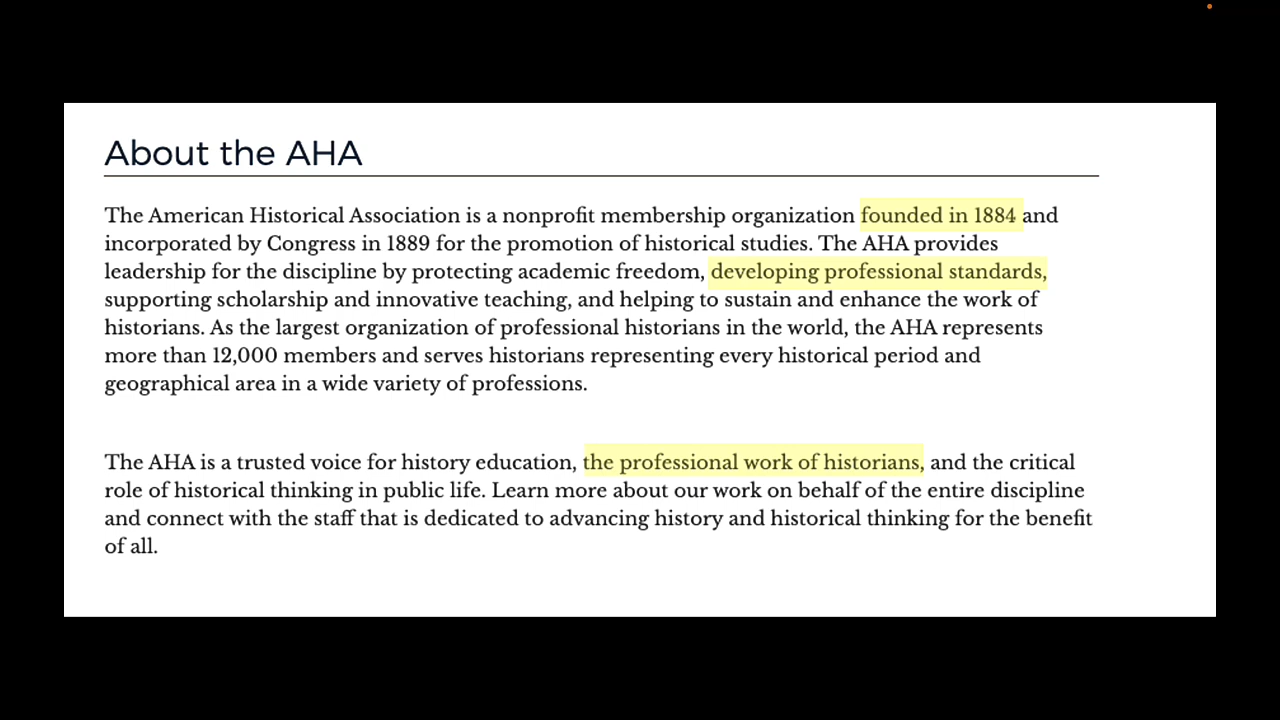 About the AHA
The American Historical Association is a nonprofit membership organization founded in 1884 and
incorporated by Congress in 1889 for the promotion of historical studies. The AHA provides
leadership for the discipline by protecting academic freedom, developing professional standards,
supporting scholarship and innovative teaching, and helping to sustain and enhance the work of
historians. As the largest organization of professional historians in the world, the AHA represents
more than 12,000 members and serves historians representing every historical period and
geographical area in a wide variety of professions.
The AHA is a trusted voice for history education, the professional work of historians, and the critical
role of historical thinking in public life. Learn more about our work on behalf of the entire discipline
and connect with the staff that is dedicated to advancing history and historical thinking for the benefit
of all.